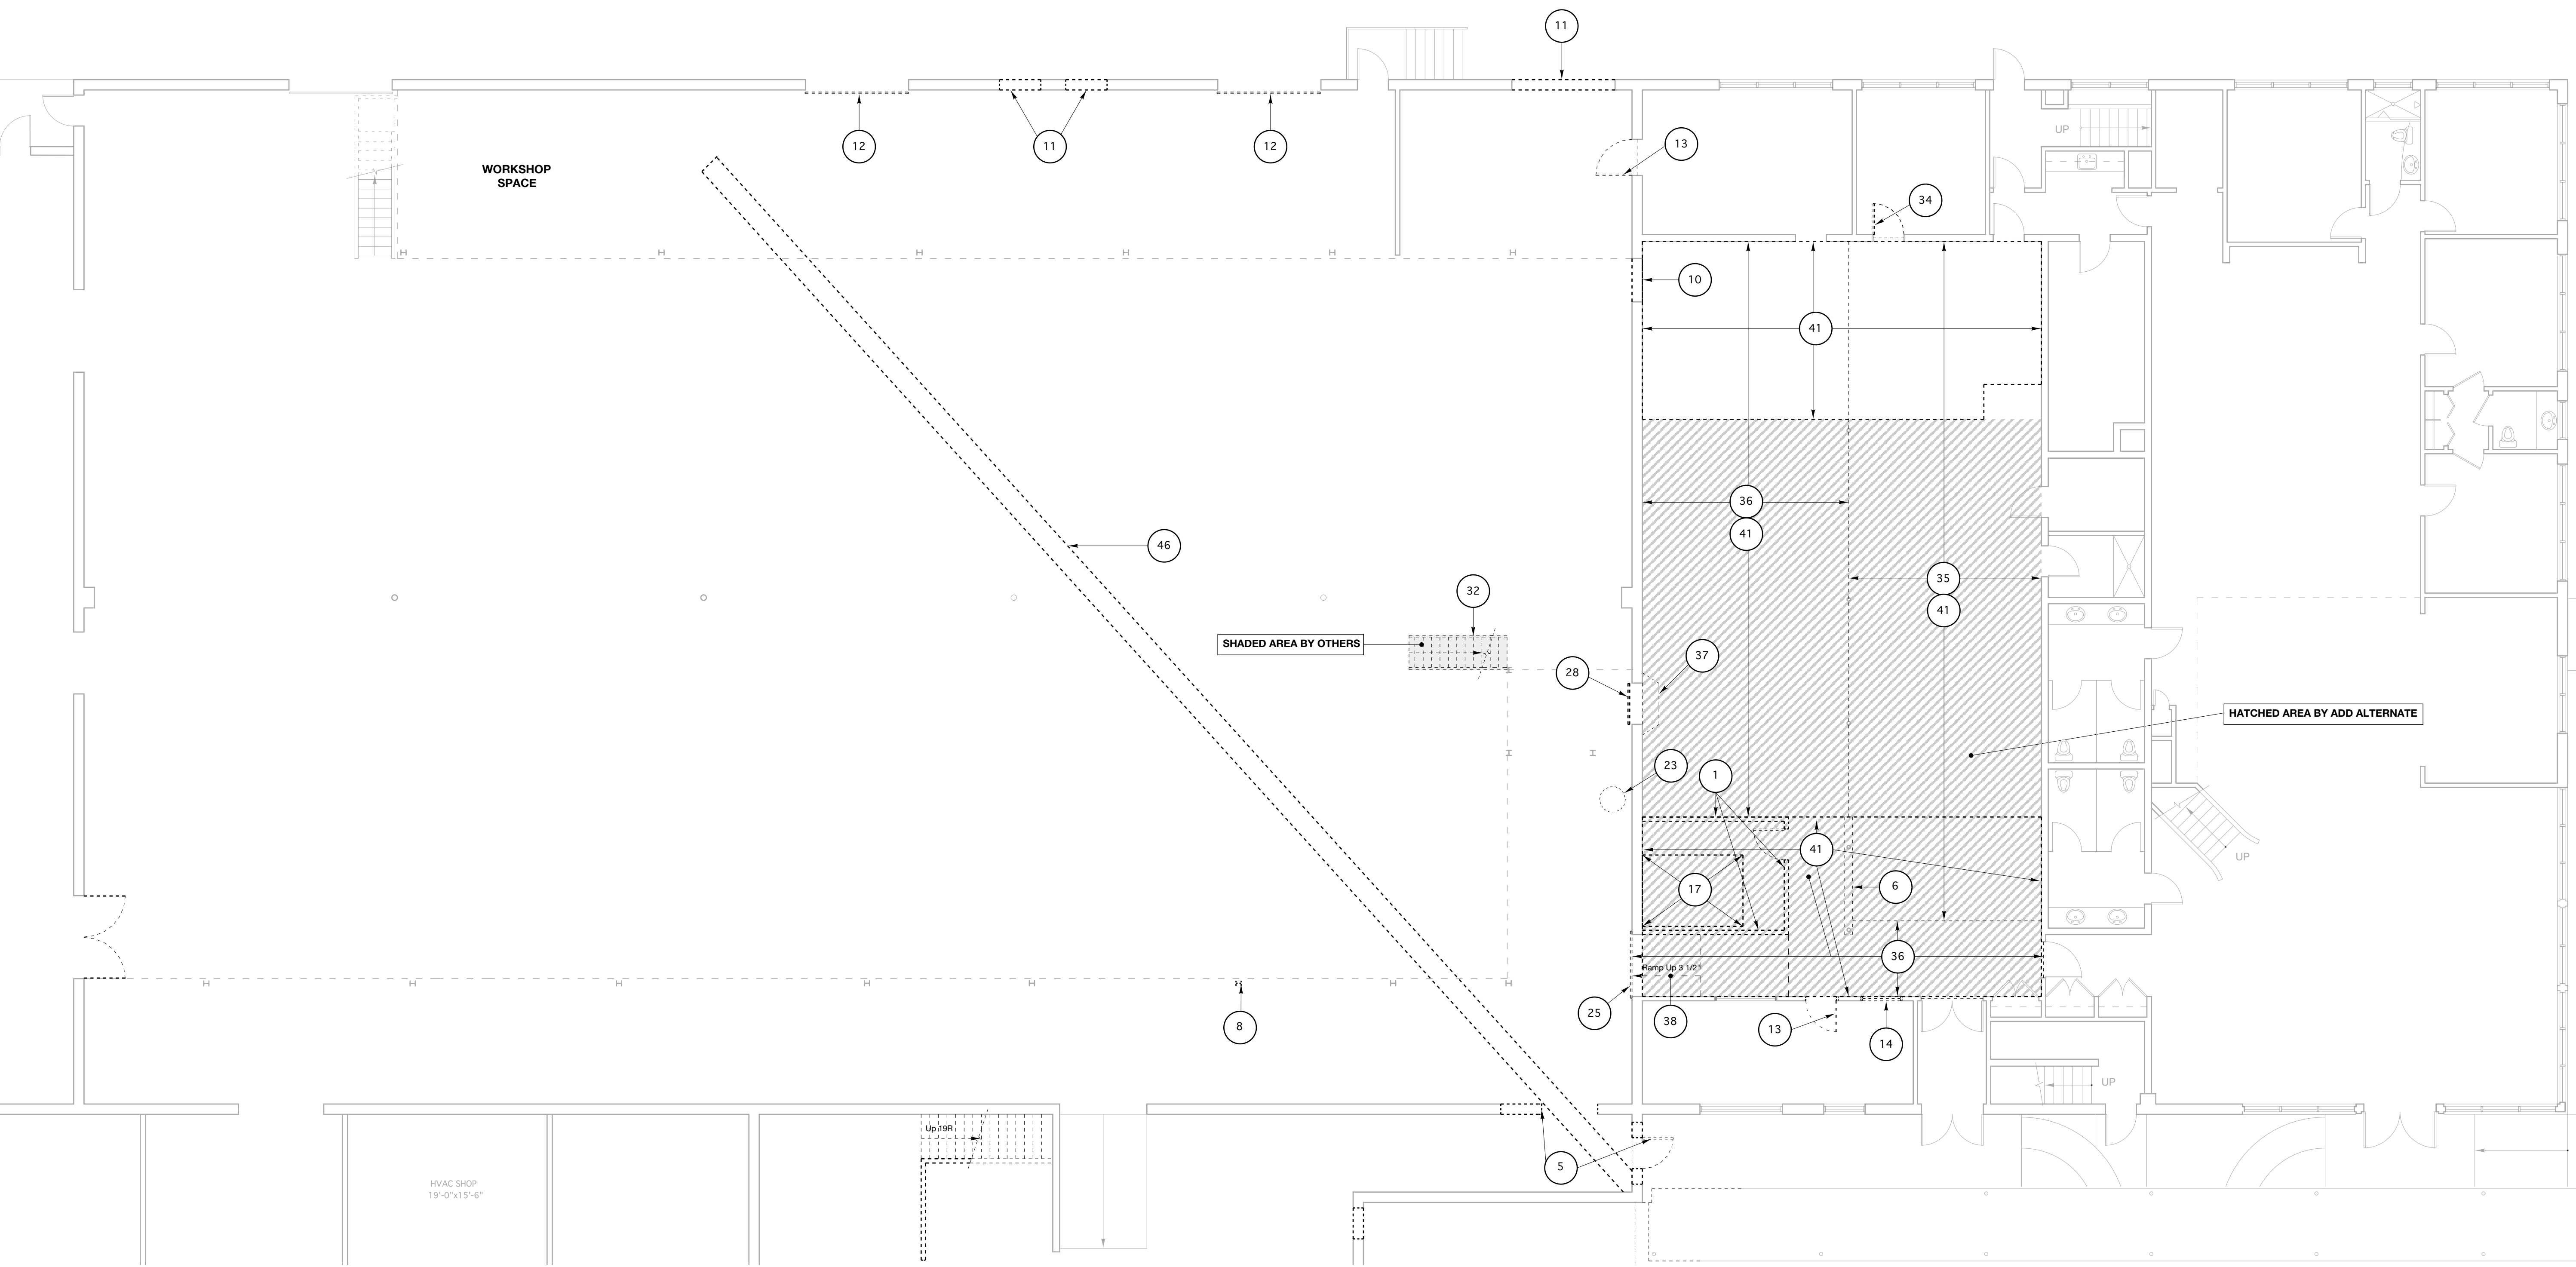 11
12
11
12
13
UP
34
WORKSHOP
SPACE
10
41
36
41
46
35
41
32
SHADED AREA BY OTHERS
37
28
HATCHED AREA BY ADD ALTERNATE
23
1
41
17
6
UP
36
Ramp Up 3 1/2"
25
38
8
13
14
UP
Up 19R
5
HVAC SHOP
19'-0"x15'-6"